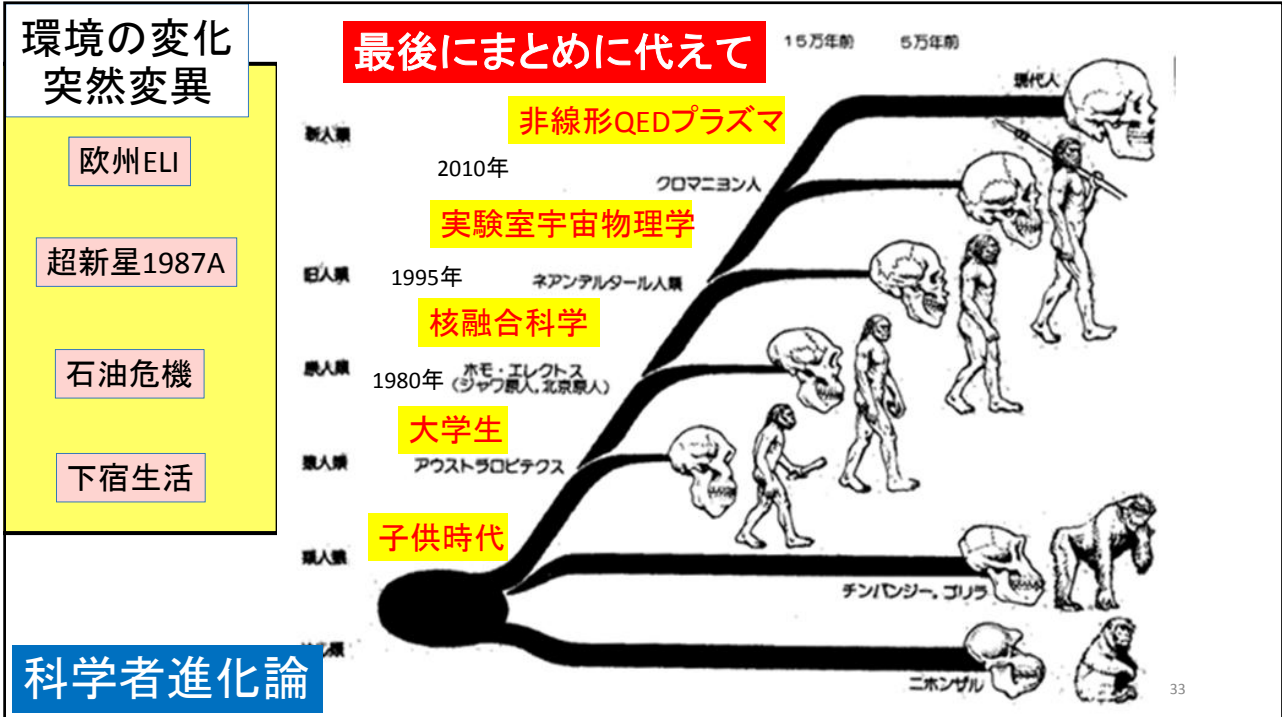 環境の変化
突然変異
欧州ELI
超新星1987A
石油危機
下宿生活
科学者進化論
最後にまとめに代えて
15万年前
5万年前
現代人
非線形QEDプラズマ
新人類
2010年
クロマニヨン人
実験室宇宙物理学
旧人類
1995年
ネアンデルタール人類
核融合科学
原人類
1980年
ホモ・エレクトス
(ジャワ原人,北京原人)
大学生
猿人類
アウストラロピテクス
子供時代
類人猿
チンパンジー。ゴリラ
ニホンザル
33